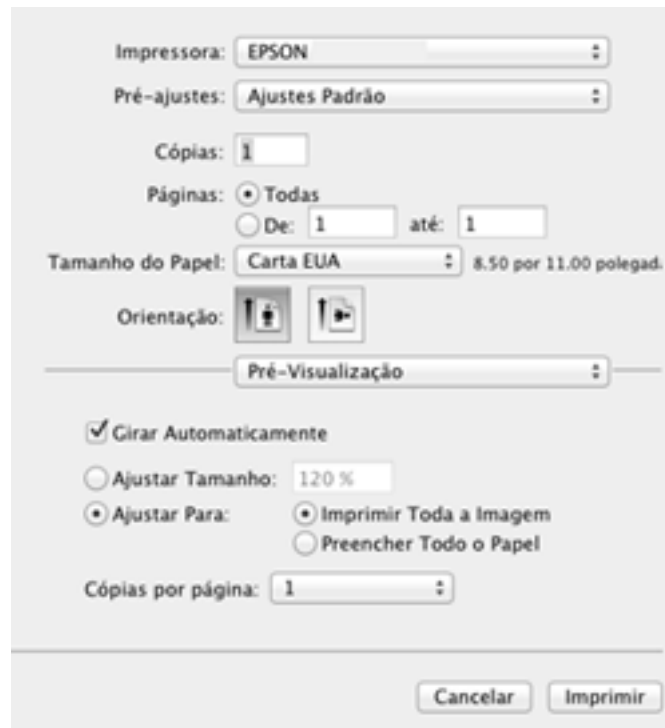 Impressora: EPSON
Pré-ajustes: Ajustes Padrão
Cópias: 1
Páginas: Todas
De: 1 até: 1
Tamanho do Papel: Carta EUA 8.50 por 11.00 polegad.
Orientação:
Pré-Visualização
Girar Automaticamente
Ajustar Tamanho: 120 %
Ajustar Para: Imprimir Toda a Imagem
Preencher Todo o Papel
Cópias por página: 1
Cancelar Imprimir